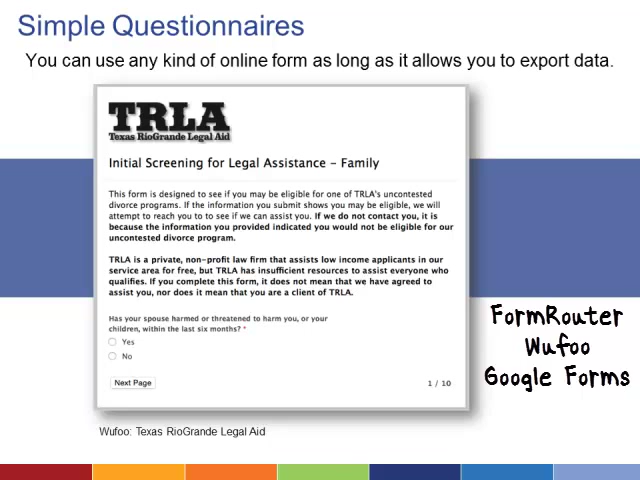 Simple Questionnaires
You can use any kind of online form as long as it allows you to export data.
TRLA
Texas RioGrande Legal Aid
Initial Screening for Legal Assistance – Family
This form is designed to see if you may be eligible for one of TRLA's uncontested
divorce programs. If the information you submit shows you may be eligible, we will
attempt to reach you to to see if we can assist you. If we do not contact you, it is
because the information you provided indicated you would not be eligible for our
uncontested divorce program.
TRLA is a private, non-profit law firm that assists low income applicants in our
service area for free, but TRLA has insufficient resources to assist everyone who
qualifies. If you complete this form, it does not mean that we have agreed to
assist you, nor does it mean that you are a client of TRLA.
Has your spouse harmed or threatened to harm you, or your
children, within the last six months? *
Yes
No
Next Page
1 / 10
FormRouter
Wufoo
Google Forms
Wufoo: Texas RioGrande Legal Aid